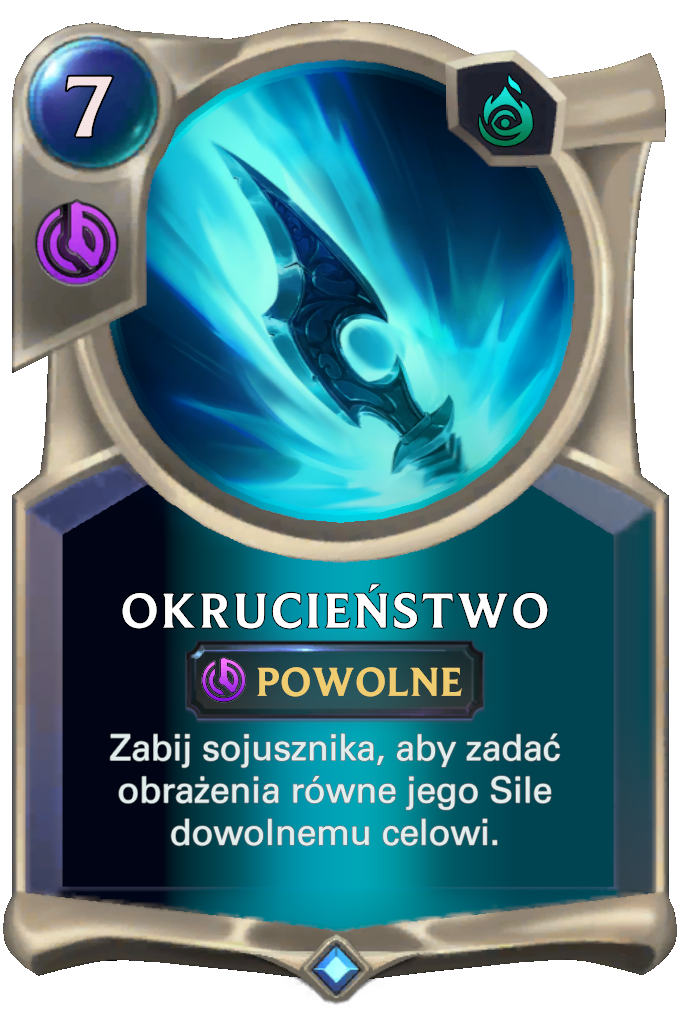 7
OKRUCIEŃSTWO
POWOLNE
Zabij sojusznika, aby zadać
obrażenia równe jego Sile
dowolnemu celowi.